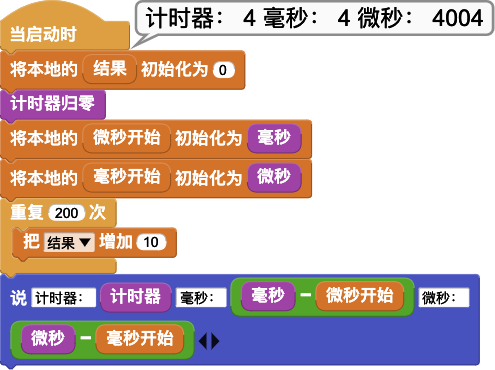 当启动时
计时器： 4 毫秒： 4 微秒： 4004
将本地的 结果 初始化为 0
计时器归零
将本地的 微秒开始 初始化为 毫秒
将本地的 毫秒开始 初始化为 微秒
重复 200 次
把 结果 增加 10
说 计时器： 计时器 毫秒： 毫秒 － 微秒开始 微秒：
微秒 － 毫秒开始